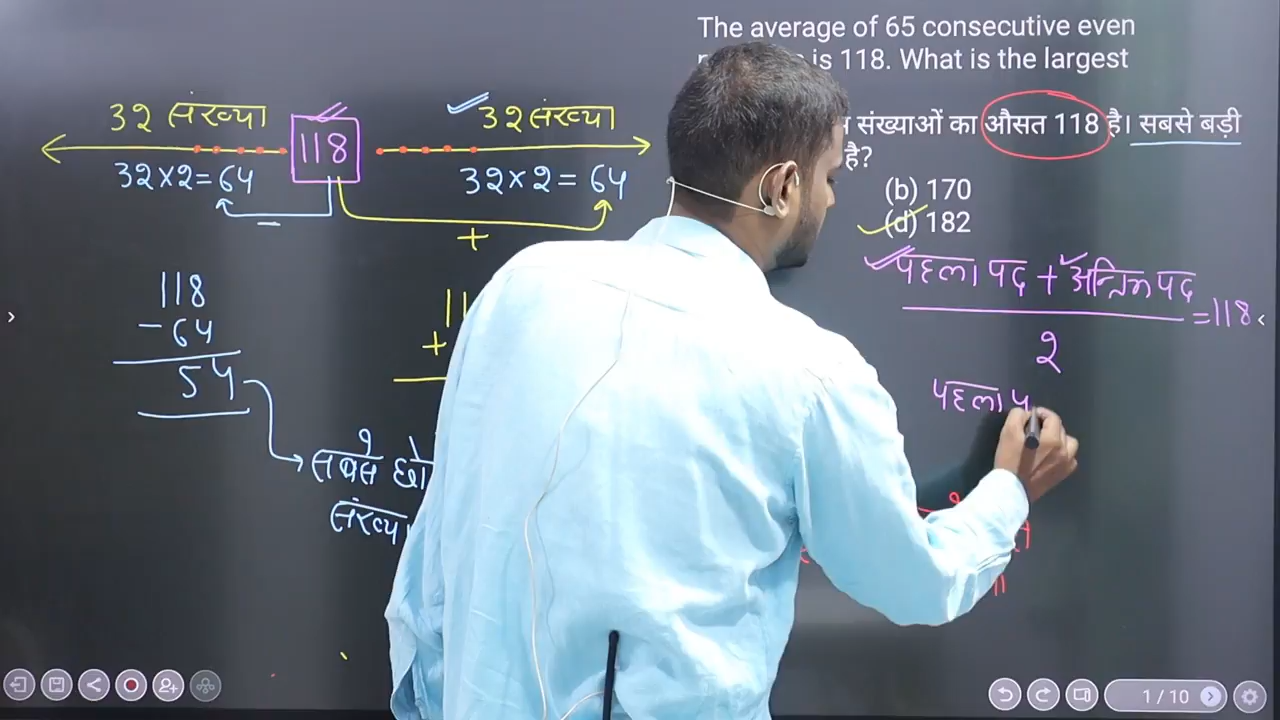 The average of 65 consecutive even
is 118. What is the largest
संख्याओं का औसत 118 है। सबसे बड़ी
है?
(b) 170
(d) 182
32 संख्या
118
32 संख्या
32 × 2 = 64
32 × 2 = 64
−
+
118
− 64
54
सबसे
+
पहला पद + अन्तिम पद
= 118
2
पहला प
1 / 10